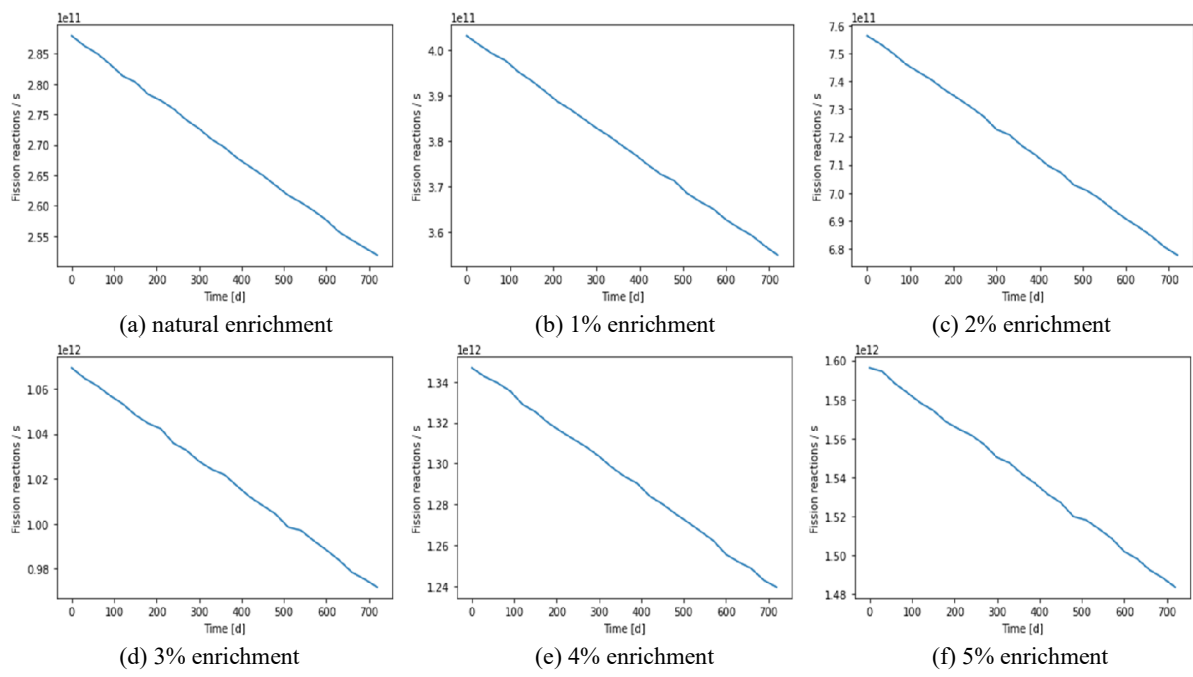 1e11
Fission reactions / s
2.85
2.80
2.75
2.70
2.65
2.60
2.55
0 100 200 300 400 500 600 700
Time [d]
(a) natural enrichment
1e11
Fission reactions / s
4.0
3.9
3.8
3.7
3.6
0 100 200 300 400 500 600 700
Time [d]
(b) 1% enrichment
1e11
Fission reactions / s
7.6
7.5
7.4
7.3
7.2
7.1
7.0
6.9
6.8
0 100 200 300 400 500 600 700
Time [d]
(c) 2% enrichment
1e12
Fission reactions / s
1.06
1.04
1.02
1.00
0.98
0 100 200 300 400 500 600 700
Time [d]
(d) 3% enrichment
1e12
Fission reactions / s
1.34
1.32
1.30
1.28
1.26
1.24
0 100 200 300 400 500 600 700
Time [d]
(e) 4% enrichment
1e12
Fission reactions / s
1.60
1.58
1.56
1.54
1.52
1.50
1.48
0 100 200 300 400 500 600 700
Time [d]
(f) 5% enrichment